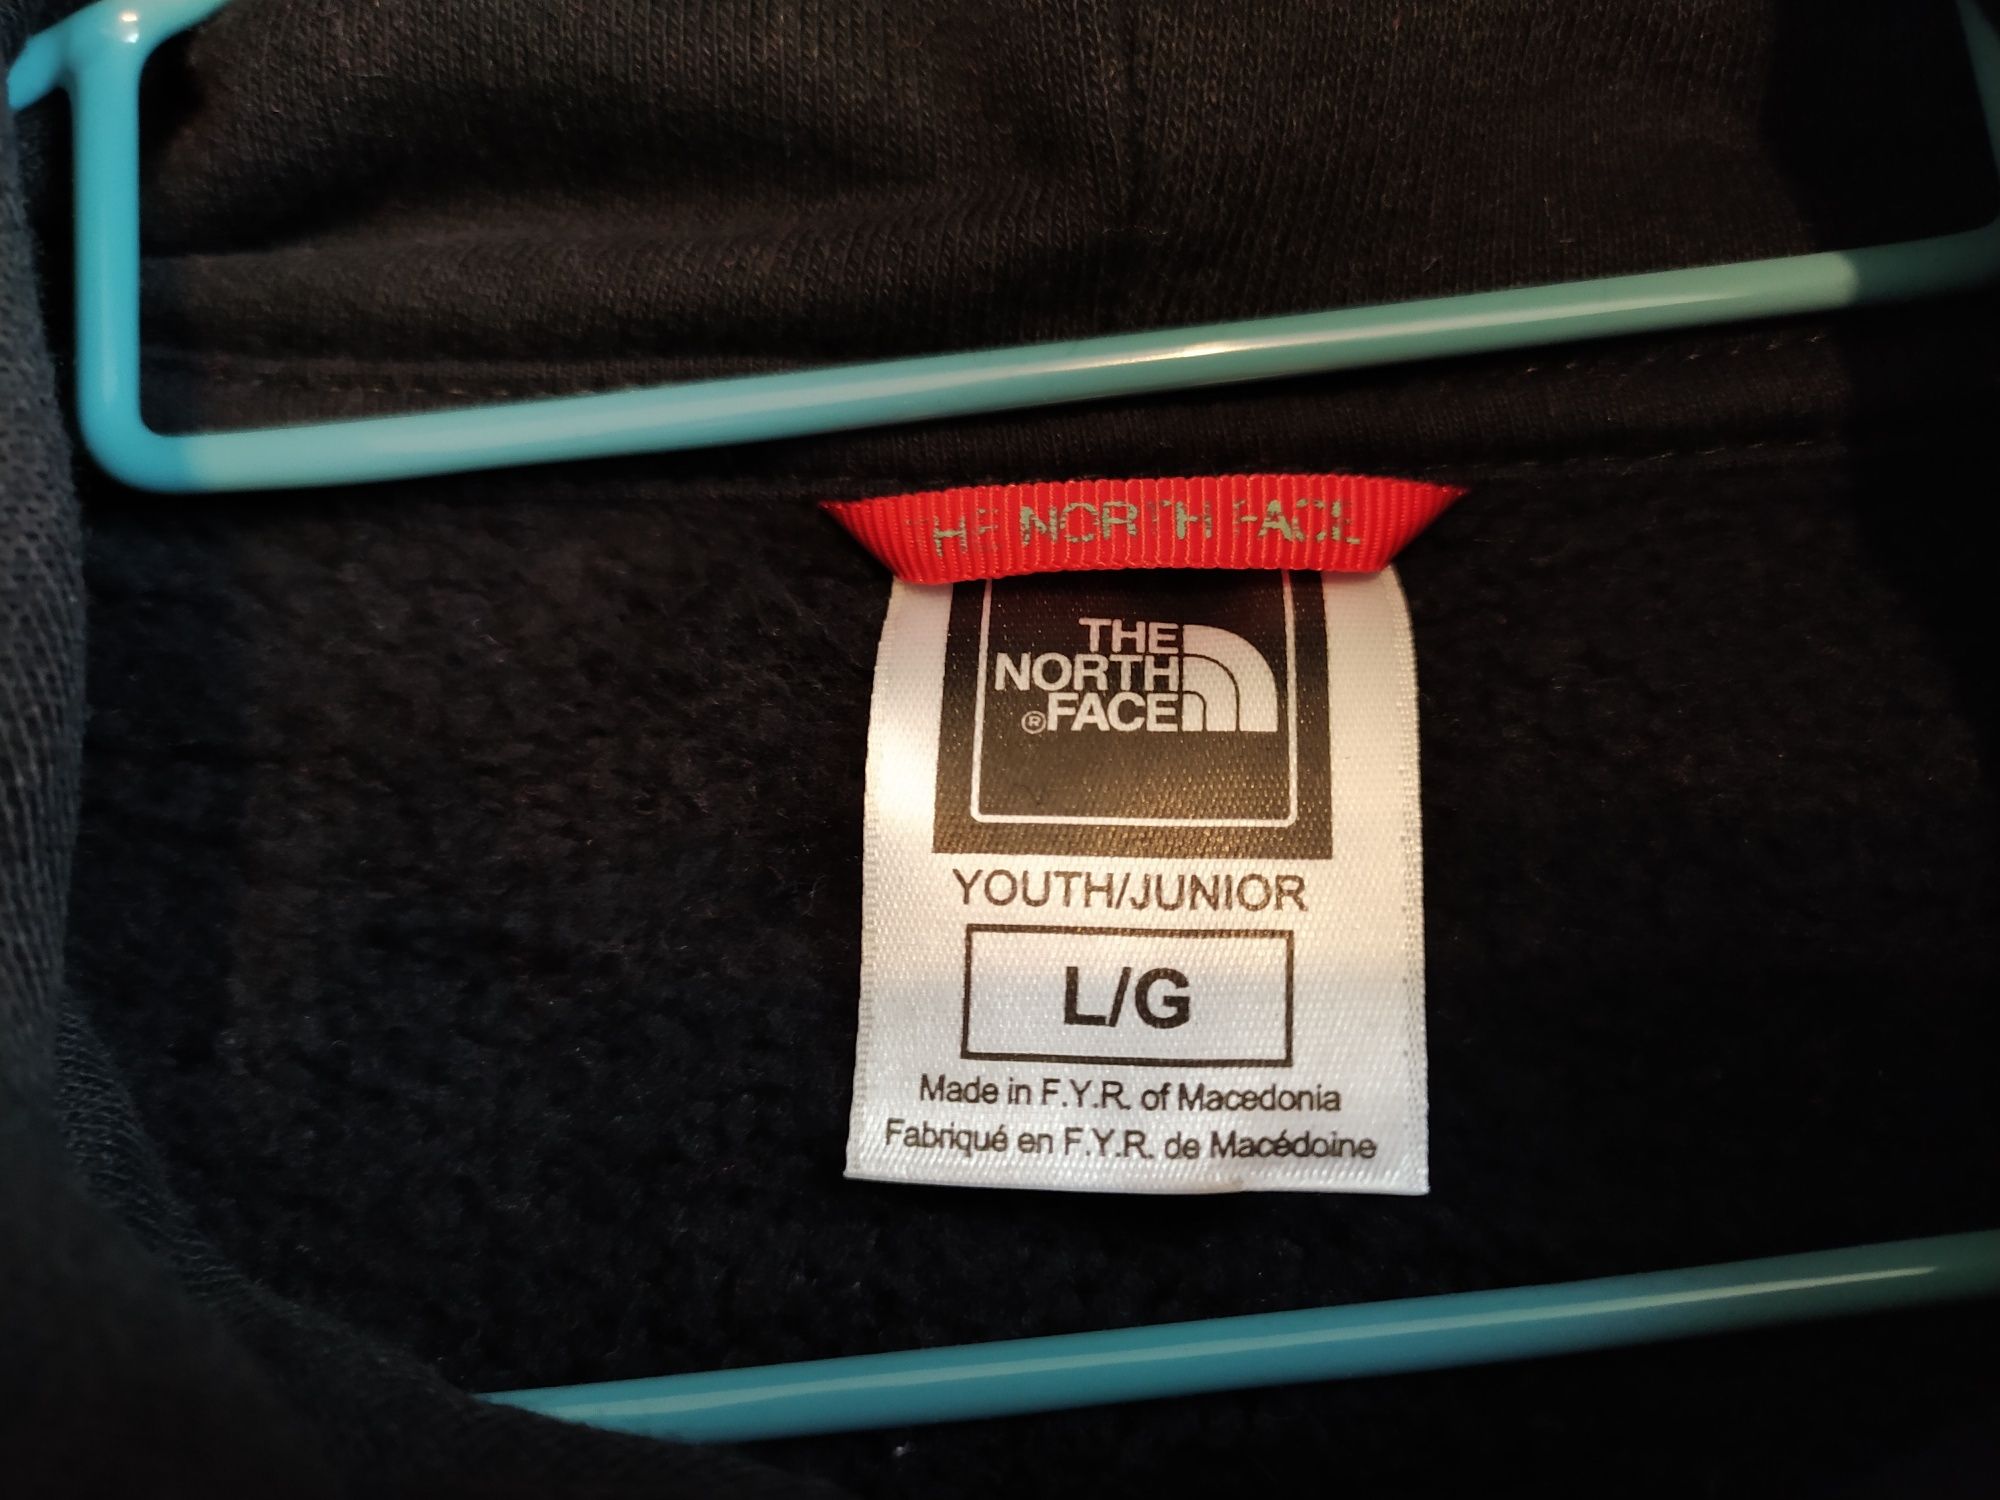 THE NORTH FACE
THE
NORTH
®FACE
YOUTH/JUNIOR
L/G
Made in F.Y.R. of Macedonia
Fabriqué en F.Y.R. de Macédoine